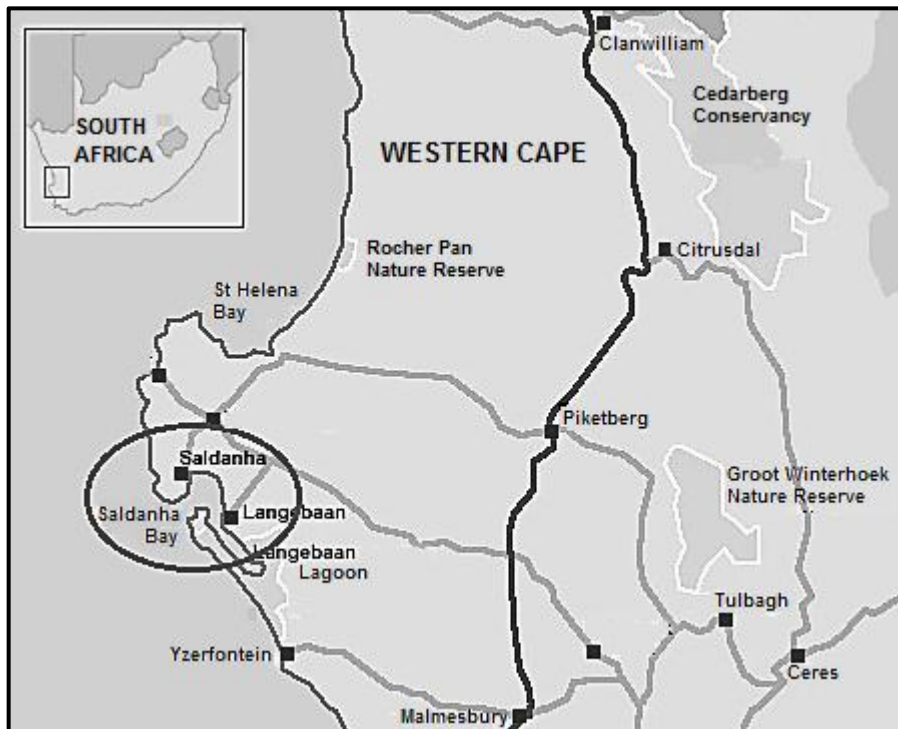 Clanwilliam
Cedarberg
Conservancy
SOUTH
AFRICA
WESTERN CAPE
Rocher Pan
Nature Reserve
Citrusdal
St Helena
Bay
Piketberg
Saldanha
Groot Winterhoek
Nature Reserve
Saldanha
Bay
Langebaan
Langebaan
Lagoon
Tulbagh
Yzerfontein
Ceres
Malmesbury